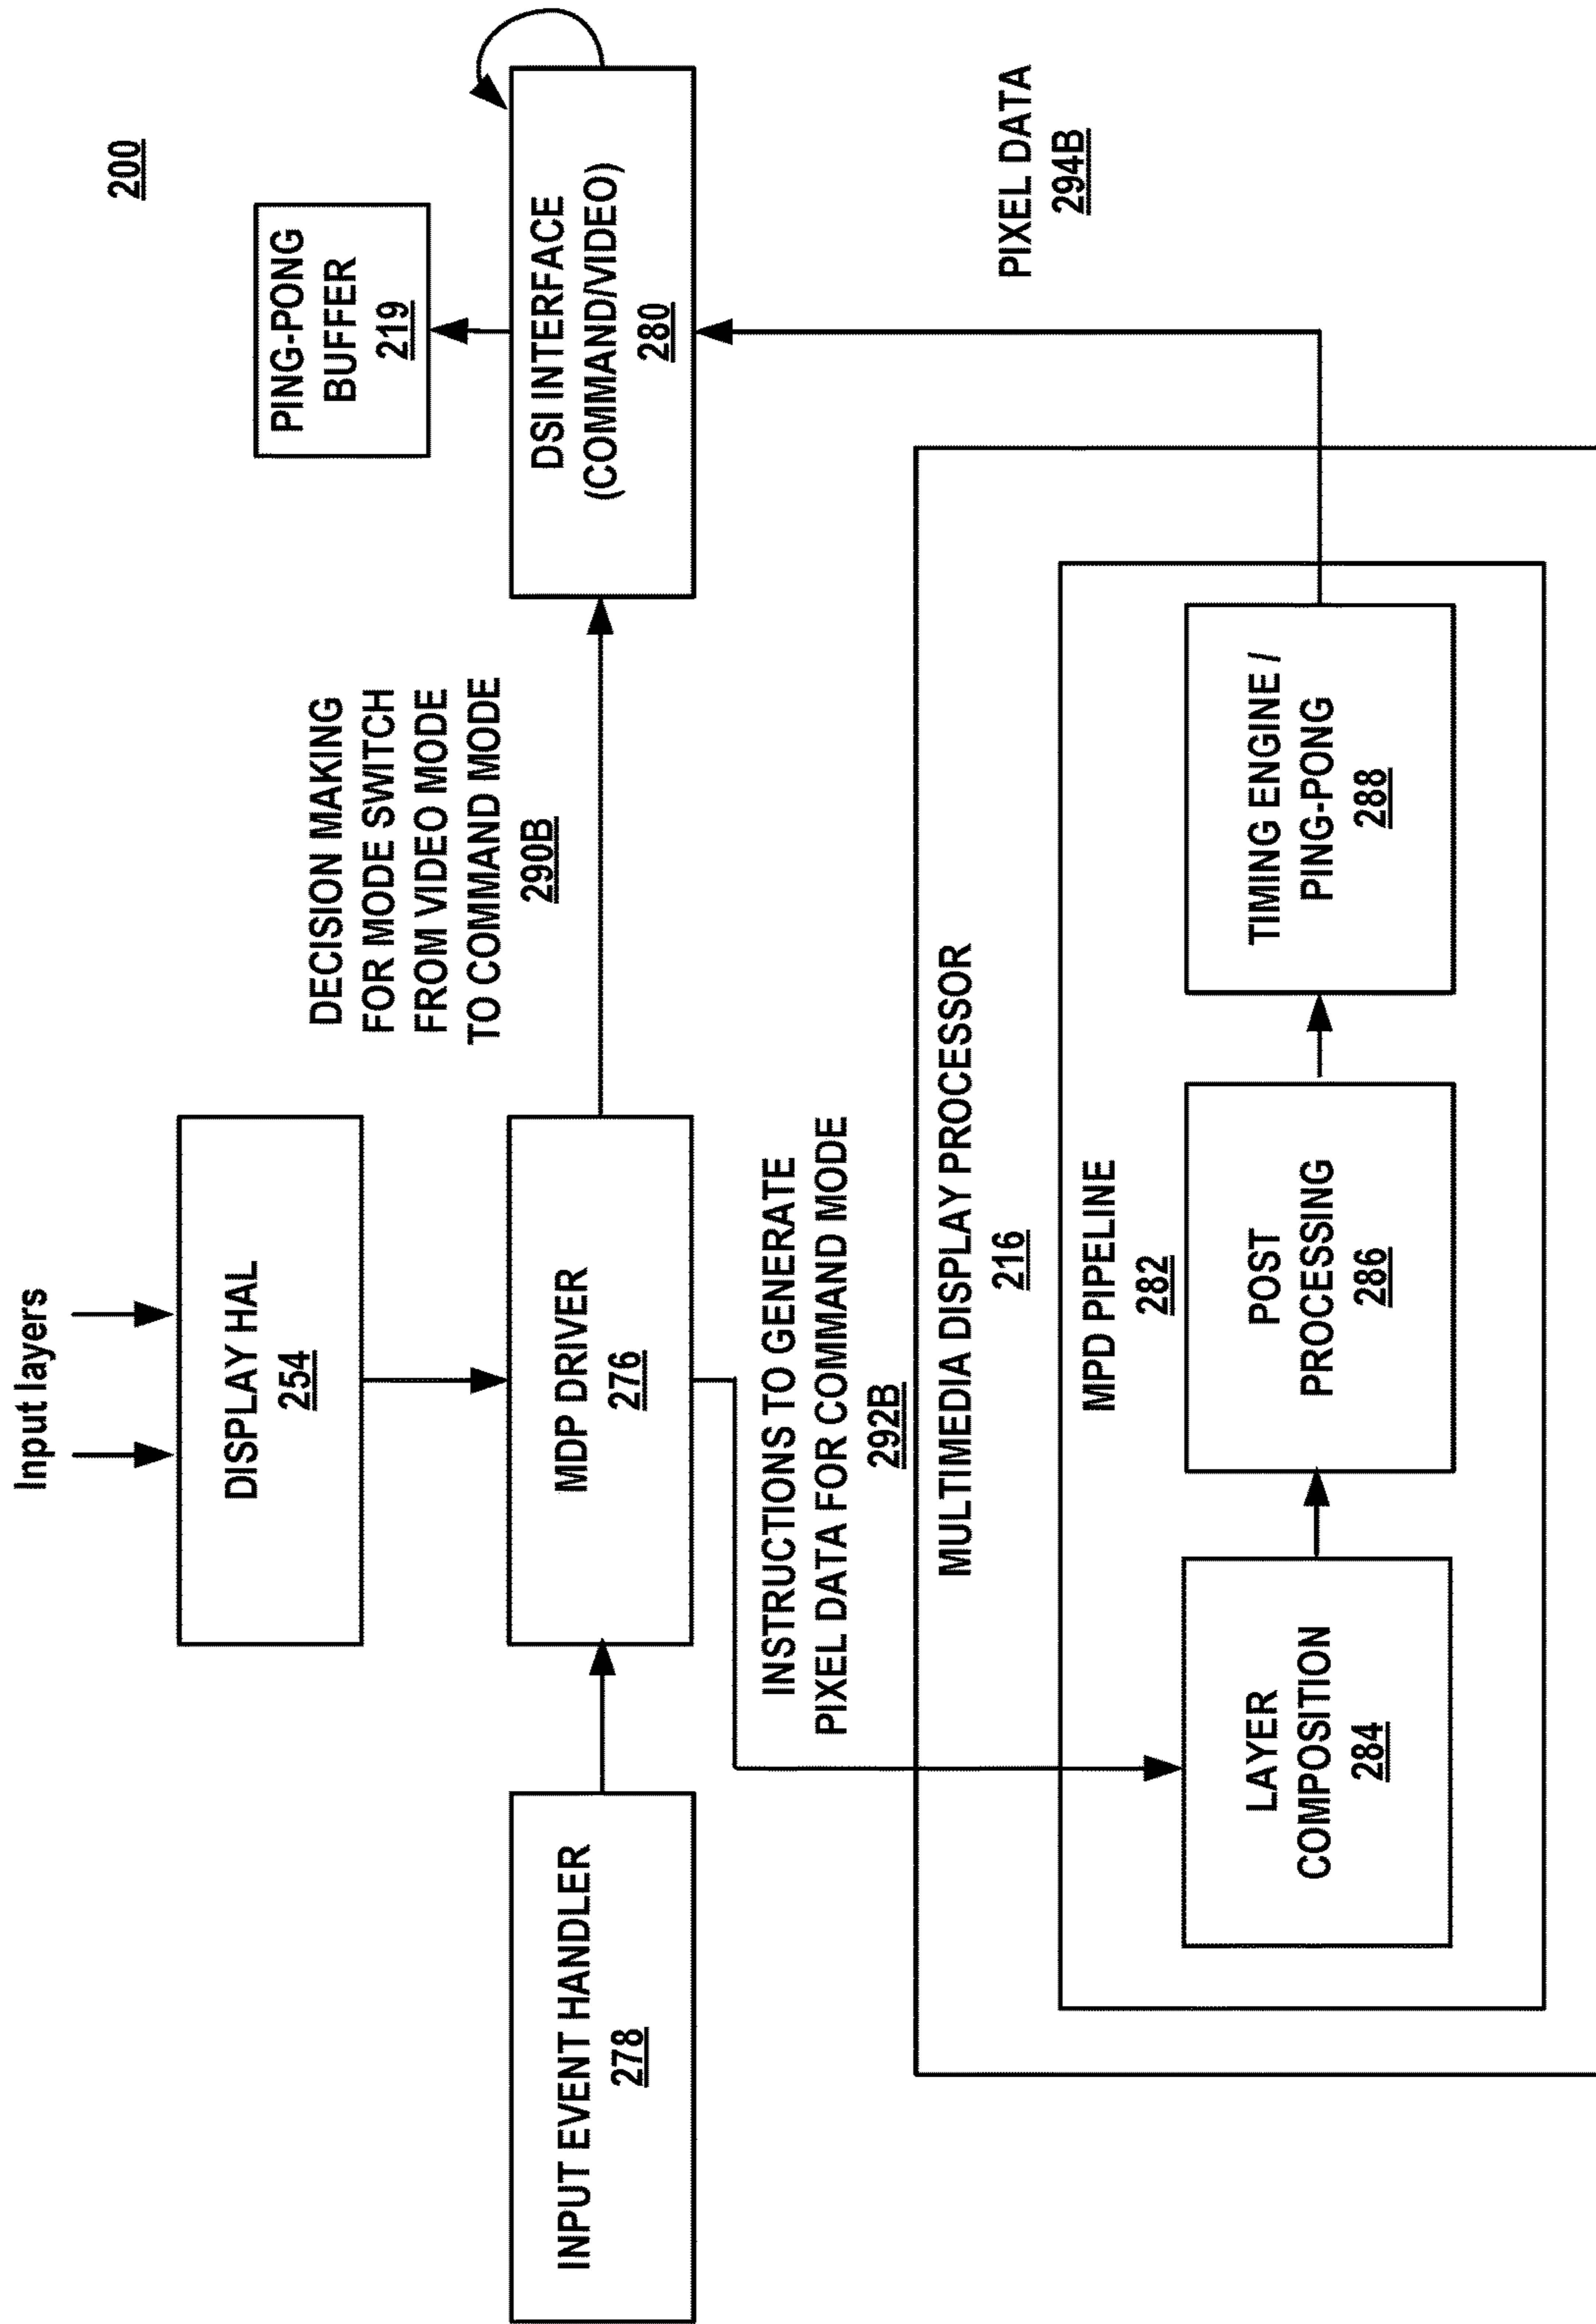 200
Input layers
DISPLAY HAL
254
PING-PONG
BUFFER
219
INPUT EVENT HANDLER
278
MDP DRIVER
276
DECISION MAKING
FOR MODE SWITCH
FROM VIDEO MODE
TO COMMAND MODE
290B
DSI INTERFACE
(COMMAND/VIDEO)
280
INSTRUCTIONS TO GENERATE
PIXEL DATA FOR COMMAND MODE
292B
PIXEL DATA
294B
MULTIMEDIA DISPLAY PROCESSOR
216
MPD PIPELINE
282
LAYER
COMPOSITION
284
POST
PROCESSING
286
TIMING ENGINE /
PING-PONG
288